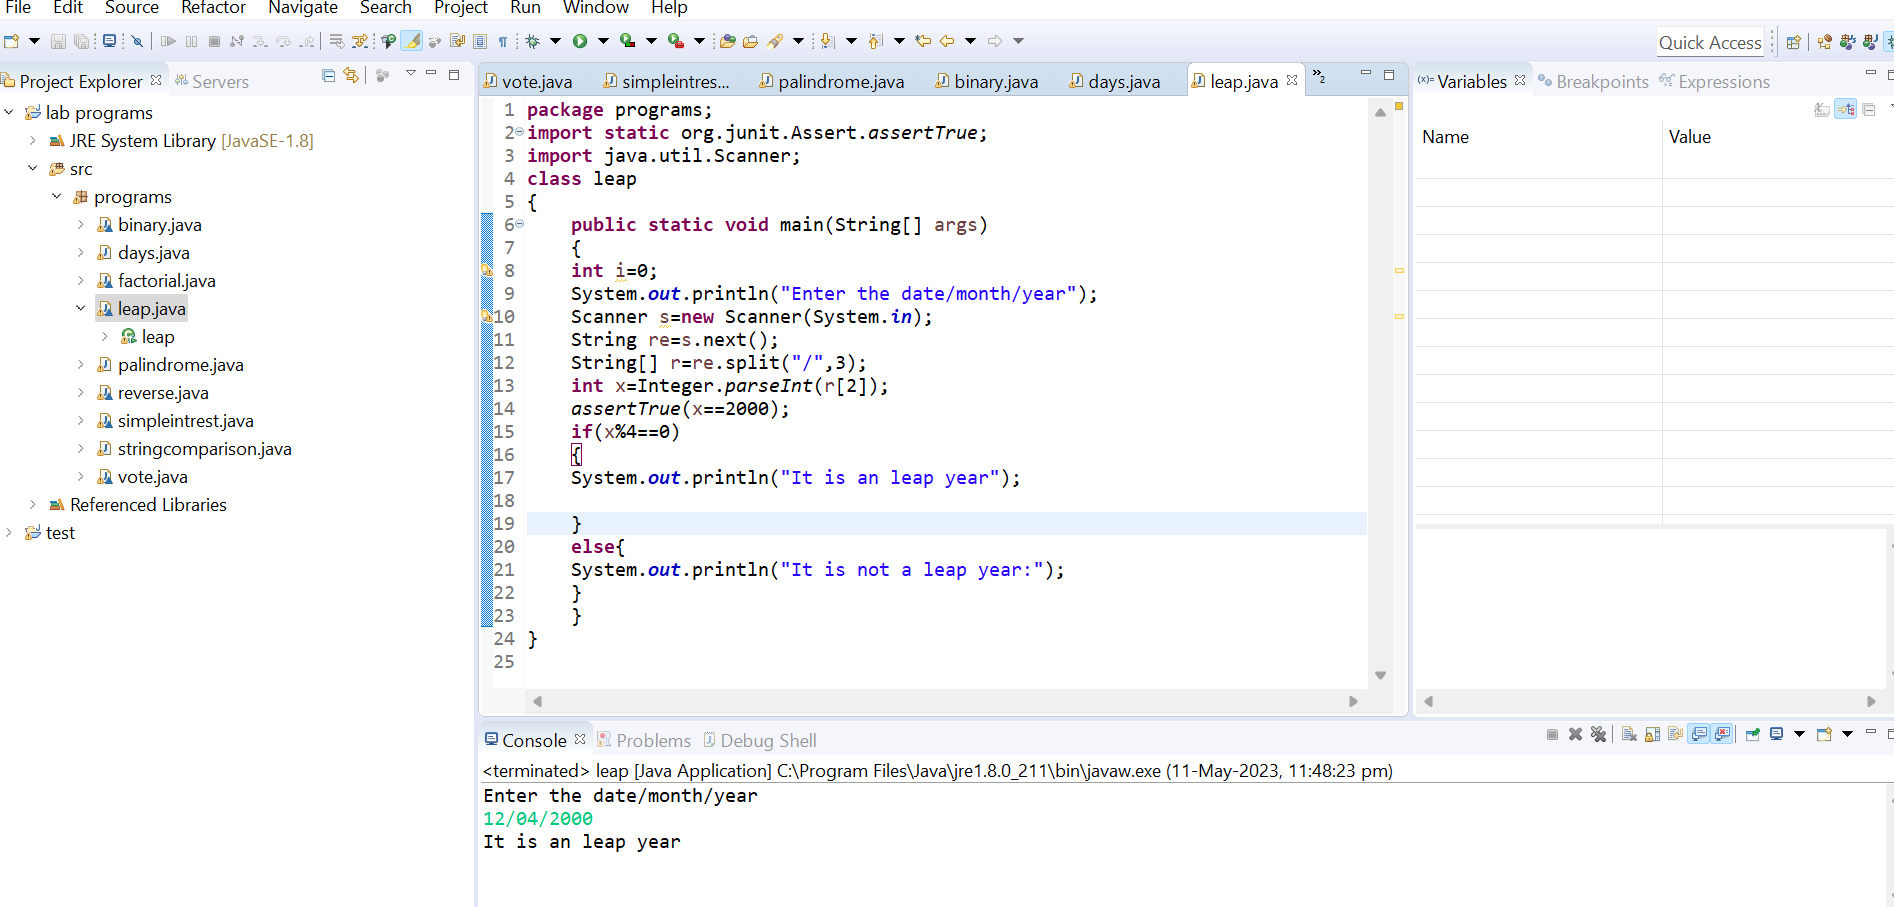 File Edit Source Refactor Navigate Search Project Run Window Help
Quick Access
Project Explorer Servers
lab programs
JRE System Library [JavaSE-1.8]
src
programs
binary.java
days.java
factorial.java
leap.java
leap
palindrome.java
reverse.java
simpleintrest.java
stringcomparison.java
vote.java
Referenced Libraries
test
vote.java simpleintres... palindrome.java binary.java days.java leap.java »2
1 package programs;
2 import static org.junit.Assert.assertTrue;
3 import java.util.Scanner;
4 class leap
5 {
6 public static void main(String[] args)
7 {
8 int i=0;
9 System.out.println("Enter the date/month/year");
10 Scanner s=new Scanner(System.in);
11 String re=s.next();
12 String[] r=re.split("/",3);
13 int x=Integer.parseInt(r[2]);
14 assertTrue(x==2000);
15 if(x%4==0)
16 {
17 System.out.println("It is an leap year");
18
19 }
20 else{
21 System.out.println("It is not a leap year:");
22 }
23 }
24 }
25
(x)= Variables Breakpoints Expressions
Name Value
Console Problems Debug Shell
<terminated> leap [Java Application] C:\Program Files\Java\jre1.8.0_211\bin\javaw.exe (11-May-2023, 11:48:23 pm)
Enter the date/month/year
12/04/2000
It is an leap year